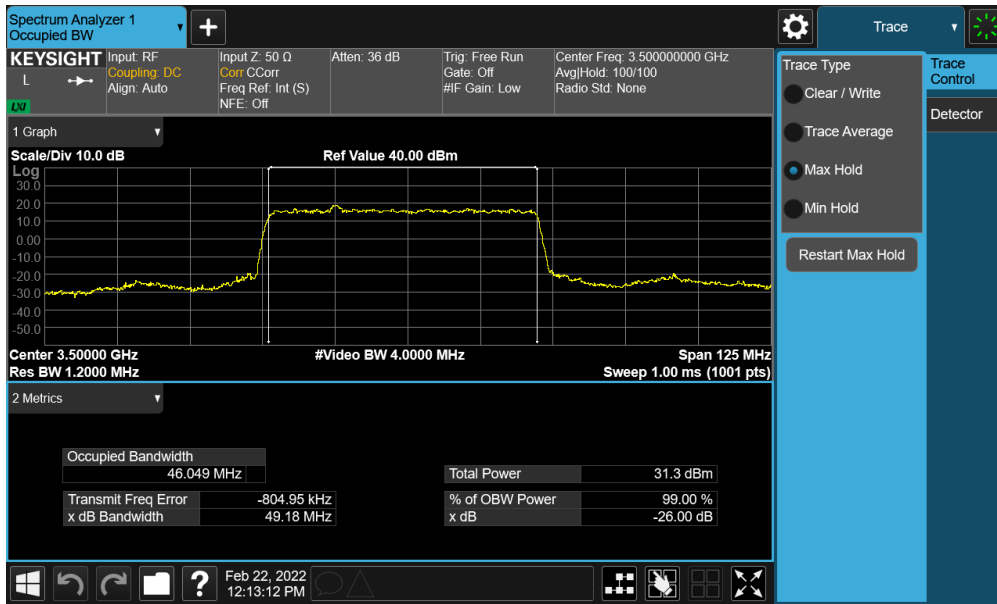 Spectrum Analyzer 1
Occupied BW
Trace
KEYSIGHT
L
LXI
Input: RF
Coupling: DC
Align: Auto
Input Z: 50 Ω
Corr CCorr
Freq Ref: Int (S)
NFE: Off
Atten: 36 dB
Trig: Free Run
Gate: Off
#IF Gain: Low
Center Freq: 3.500000000 GHz
Avg|Hold: 100/100
Radio Std: None
1 Graph
Scale/Div 10.0 dB
Ref Value 40.00 dBm
Log
30.0
20.0
10.0
0.00
-10.0
-20.0
-30.0
-40.0
-50.0
Center 3.50000 GHz
#Video BW 4.0000 MHz
Span 125 MHz
Res BW 1.2000 MHz
Sweep 1.00 ms (1001 pts)
2 Metrics
Occupied Bandwidth
46.049 MHz
Total Power 31.3 dBm
Transmit Freq Error -804.95 kHz
% of OBW Power 99.00 %
x dB Bandwidth 49.18 MHz
x dB -26.00 dB
Trace Type
Clear / Write
Trace Average
Max Hold
Min Hold
Restart Max Hold
Trace
Control
Detector
?
Feb 22, 2022
12:13:12 PM